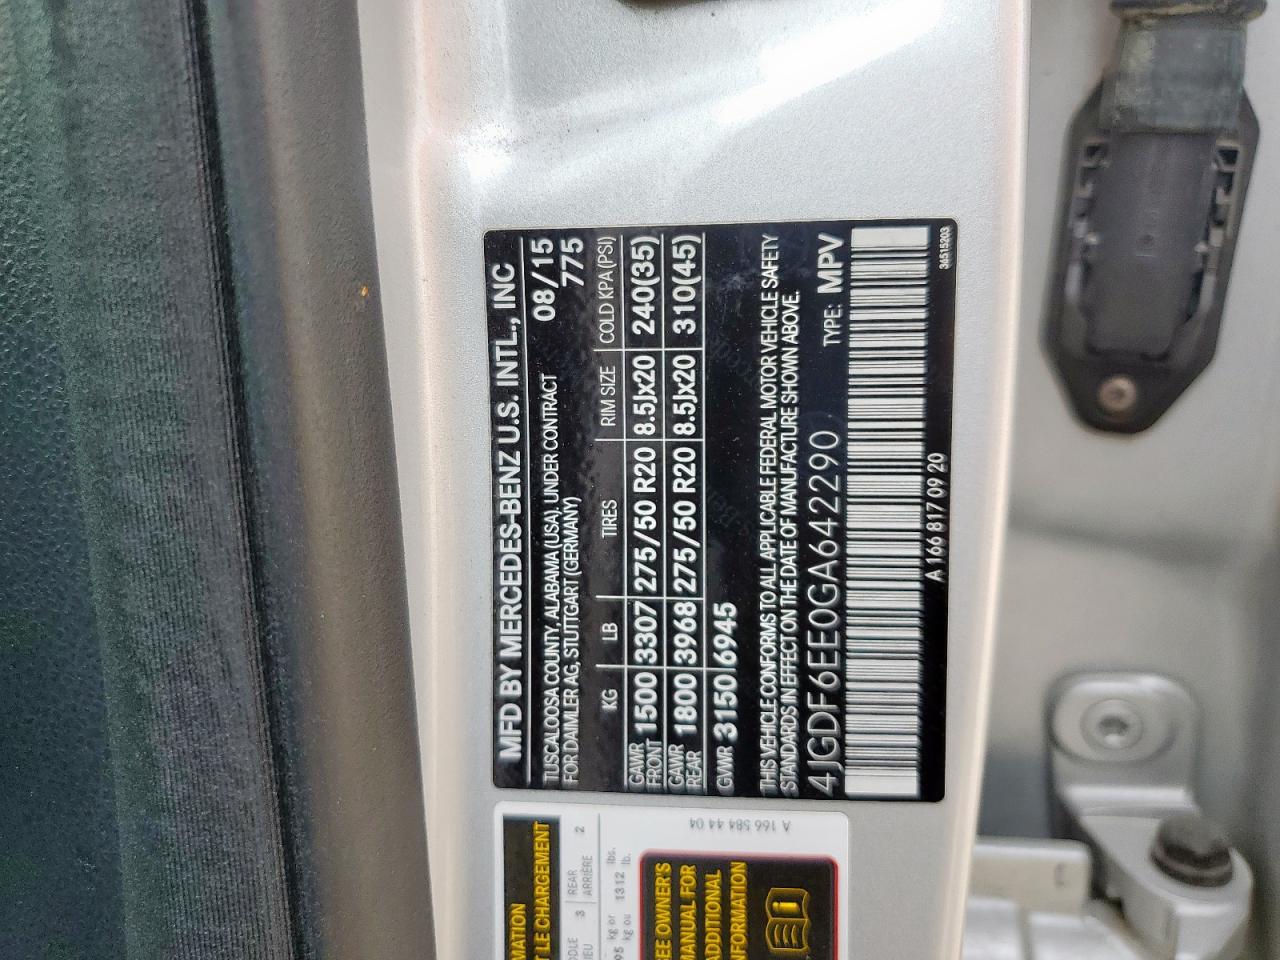 MFD BY MERCEDES-BENZ U.S. INTL., INC
TUSCALOOSA COUNTY, ALABAMA (USA), UNDER CONTRACT 08/15
FOR DAIMLER AG, STUTTGART (GERMANY) 775
KG LB TIRES RIM SIZE COLD KPA (PSI)
GAWR FRONT 1500 3307 275/50 R20 8.5Jx20 240(35)
GAWR REAR 1800 3968 275/50 R20 8.5Jx20 310(45)
GVWR 3150 6945
THIS VEHICLE CONFORMS TO ALL APPLICABLE FEDERAL MOTOR VEHICLE SAFETY
STANDARDS IN EFFECT ON THE DATE OF MANUFACTURE SHOWN ABOVE.
4JGDF6EE0GA642290 TYPE: MPV
A 166 817 09 20 36515203
LE CHARGEMENT
3 REAR 2
ARRIÈRE
kg or 1312 lbs.
kg ou lb.
OWNER'S
MANUAL FOR
ADDITIONAL
A 166 584 44 04